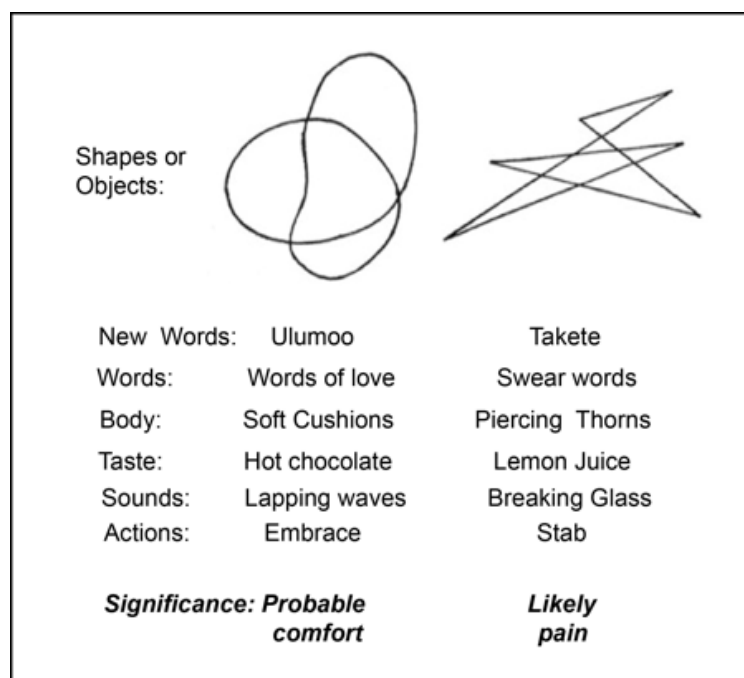 Shapes or
Objects:
New Words: Ulumoo Takete
Words: Words of love Swear words
Body: Soft Cushions Piercing Thorns
Taste: Hot chocolate Lemon Juice
Sounds: Lapping waves Breaking Glass
Actions: Embrace Stab
Significance: Probable Likely
comfort pain